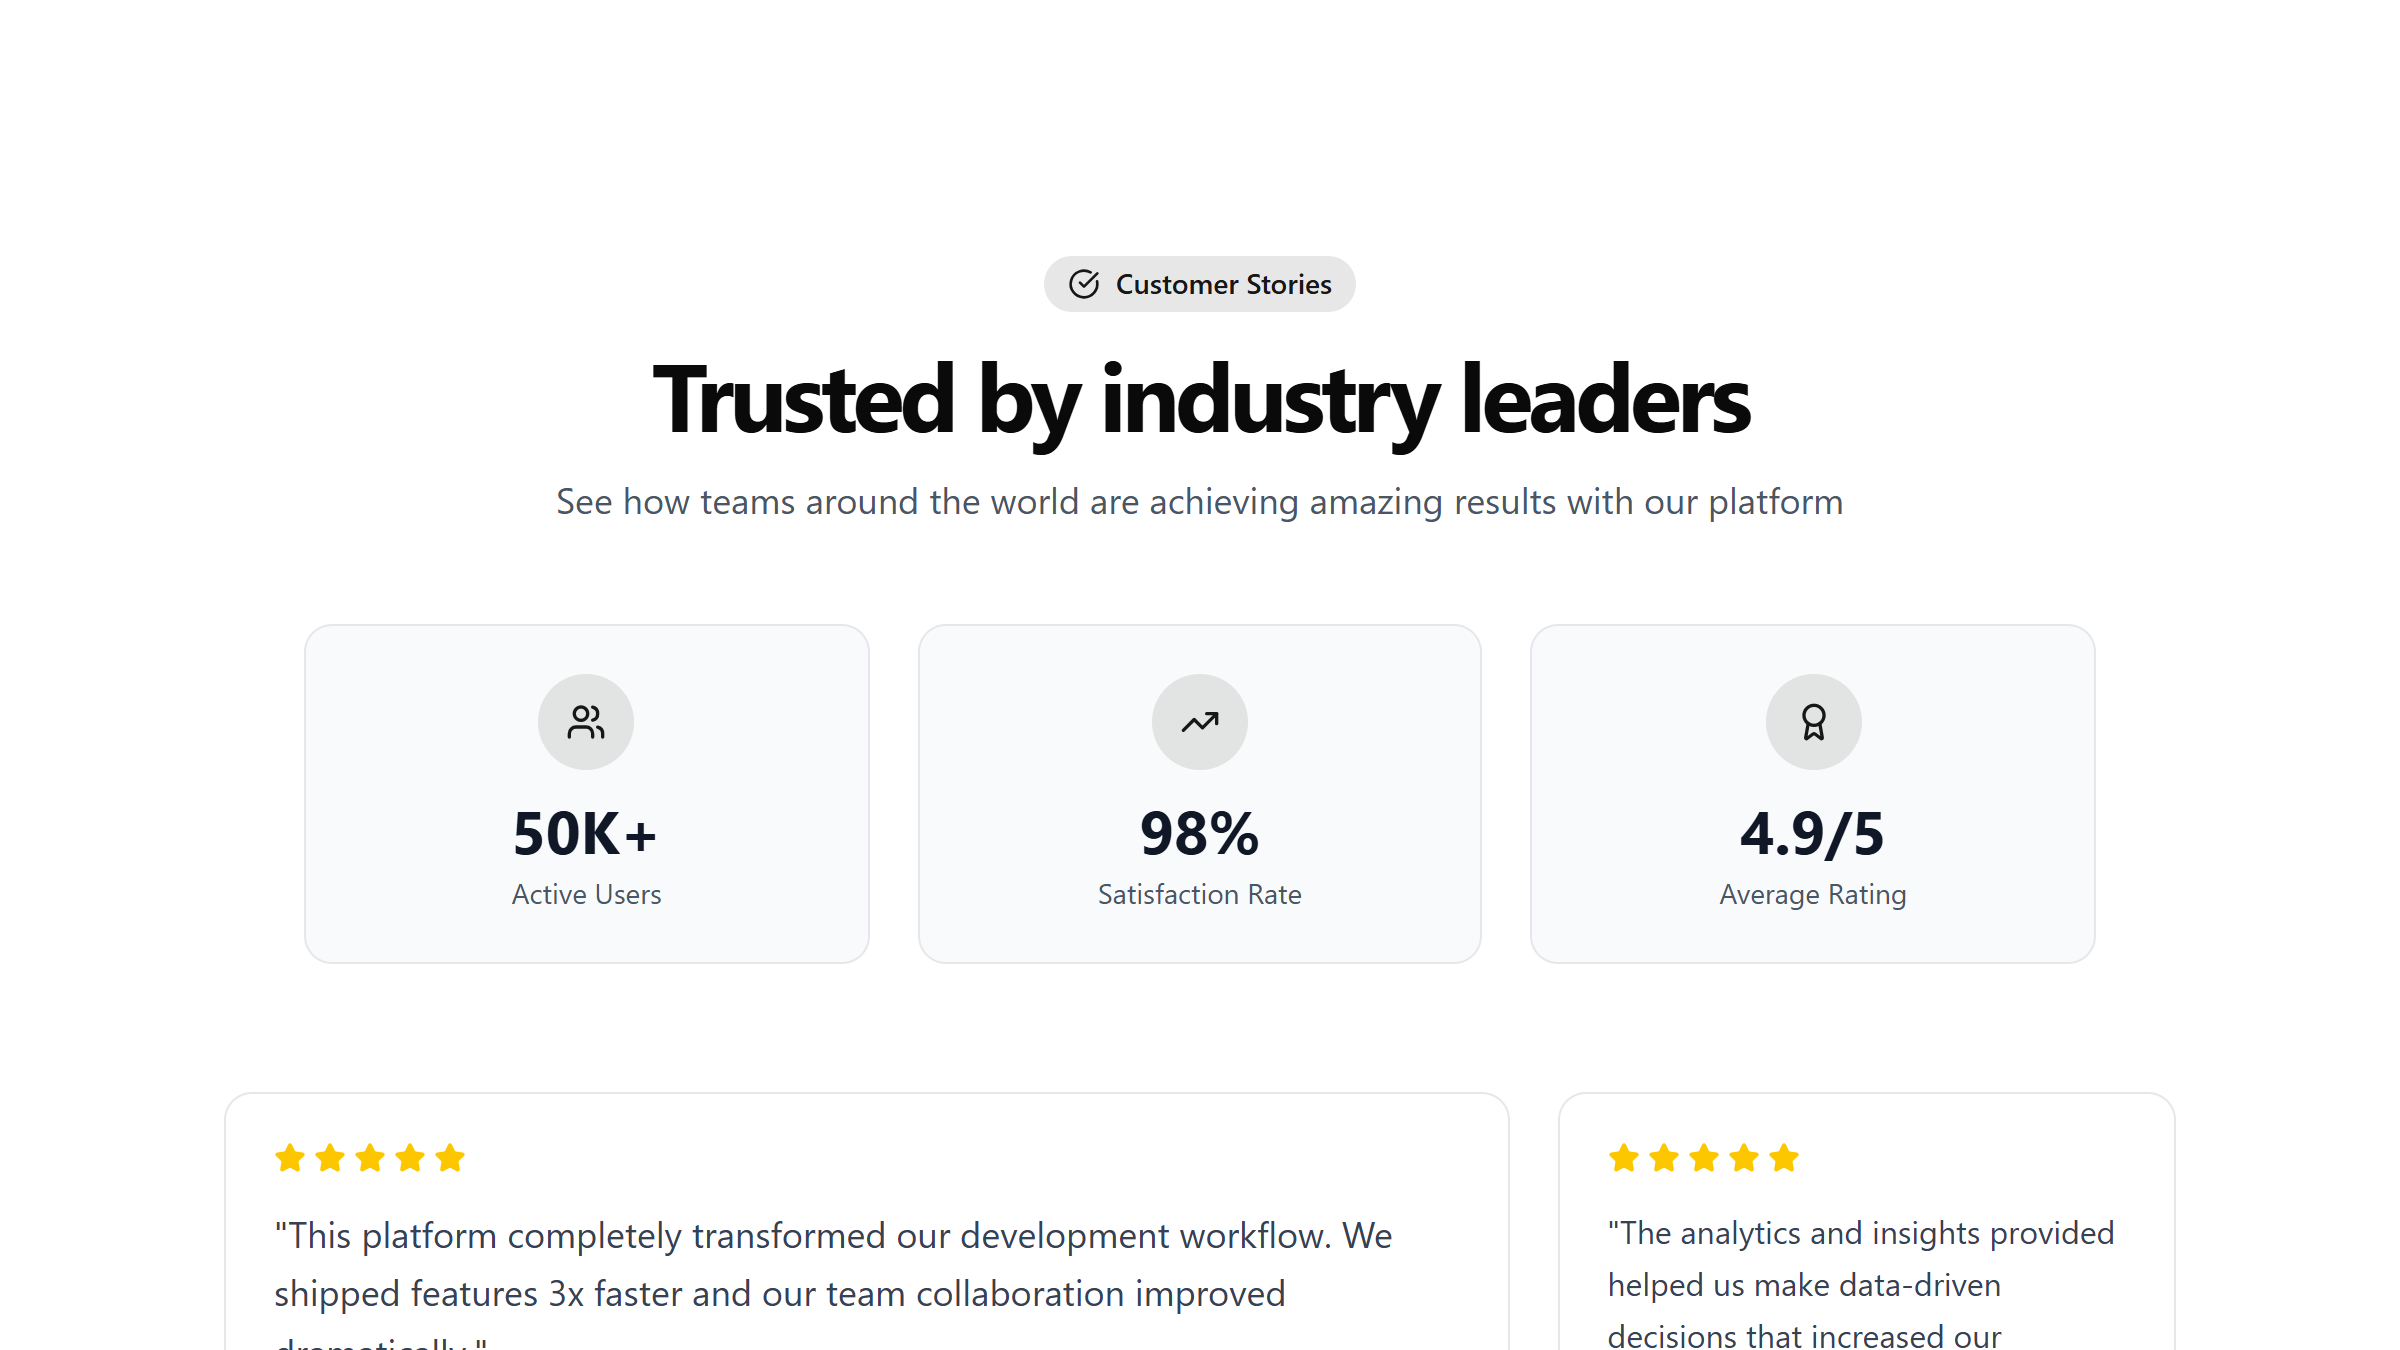 Customer Stories
Trusted by industry leaders
See how teams around the world are achieving amazing results with our platform
50K+
Active Users
98%
Satisfaction Rate
4.9/5
Average Rating
"This platform completely transformed our development workflow. We
shipped features 3x faster and our team collaboration improved
dramatically."
"The analytics and insights provided
helped us make data-driven
decisions that increased our